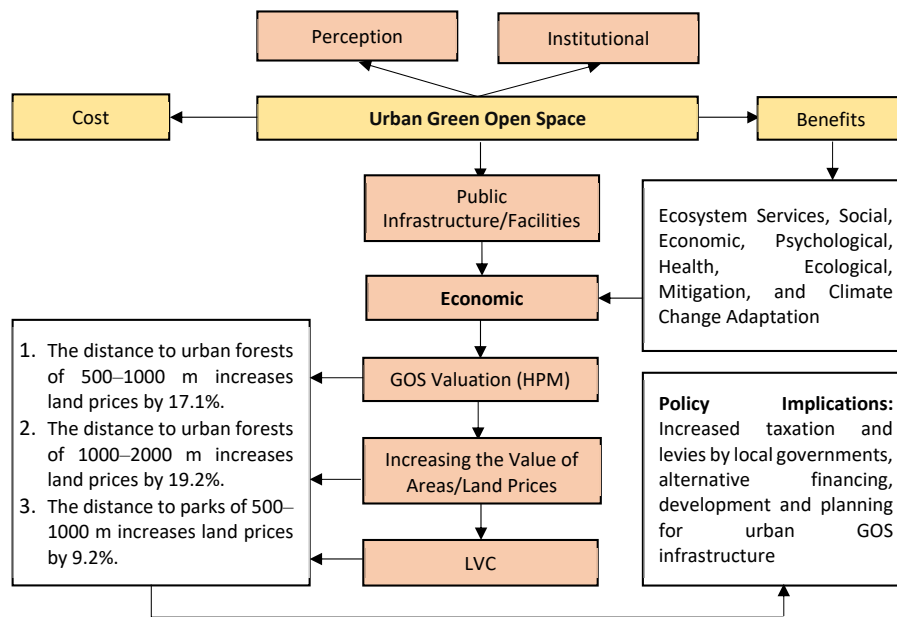 Perception
Institutional
Cost
Urban Green Open Space
Benefits
Public
Infrastructure/Facilities
Ecosystem Services, Social,
Economic, Psychological,
Health, Ecological,
Mitigation, and Climate
Change Adaptation
Economic
1. The distance to urban forests
of 500–1000 m increases
land prices by 17.1%.
2. The distance to urban forests
of 1000–2000 m increases
land prices by 19.2%.
3. The distance to parks of 500–
1000 m increases land prices
by 9.2%.
GOS Valuation (HPM)
Increasing the Value of
Areas/Land Prices
LVC
Policy Implications:
Increased taxation and
levies by local governments,
alternative financing,
development and planning
for urban GOS
infrastructure